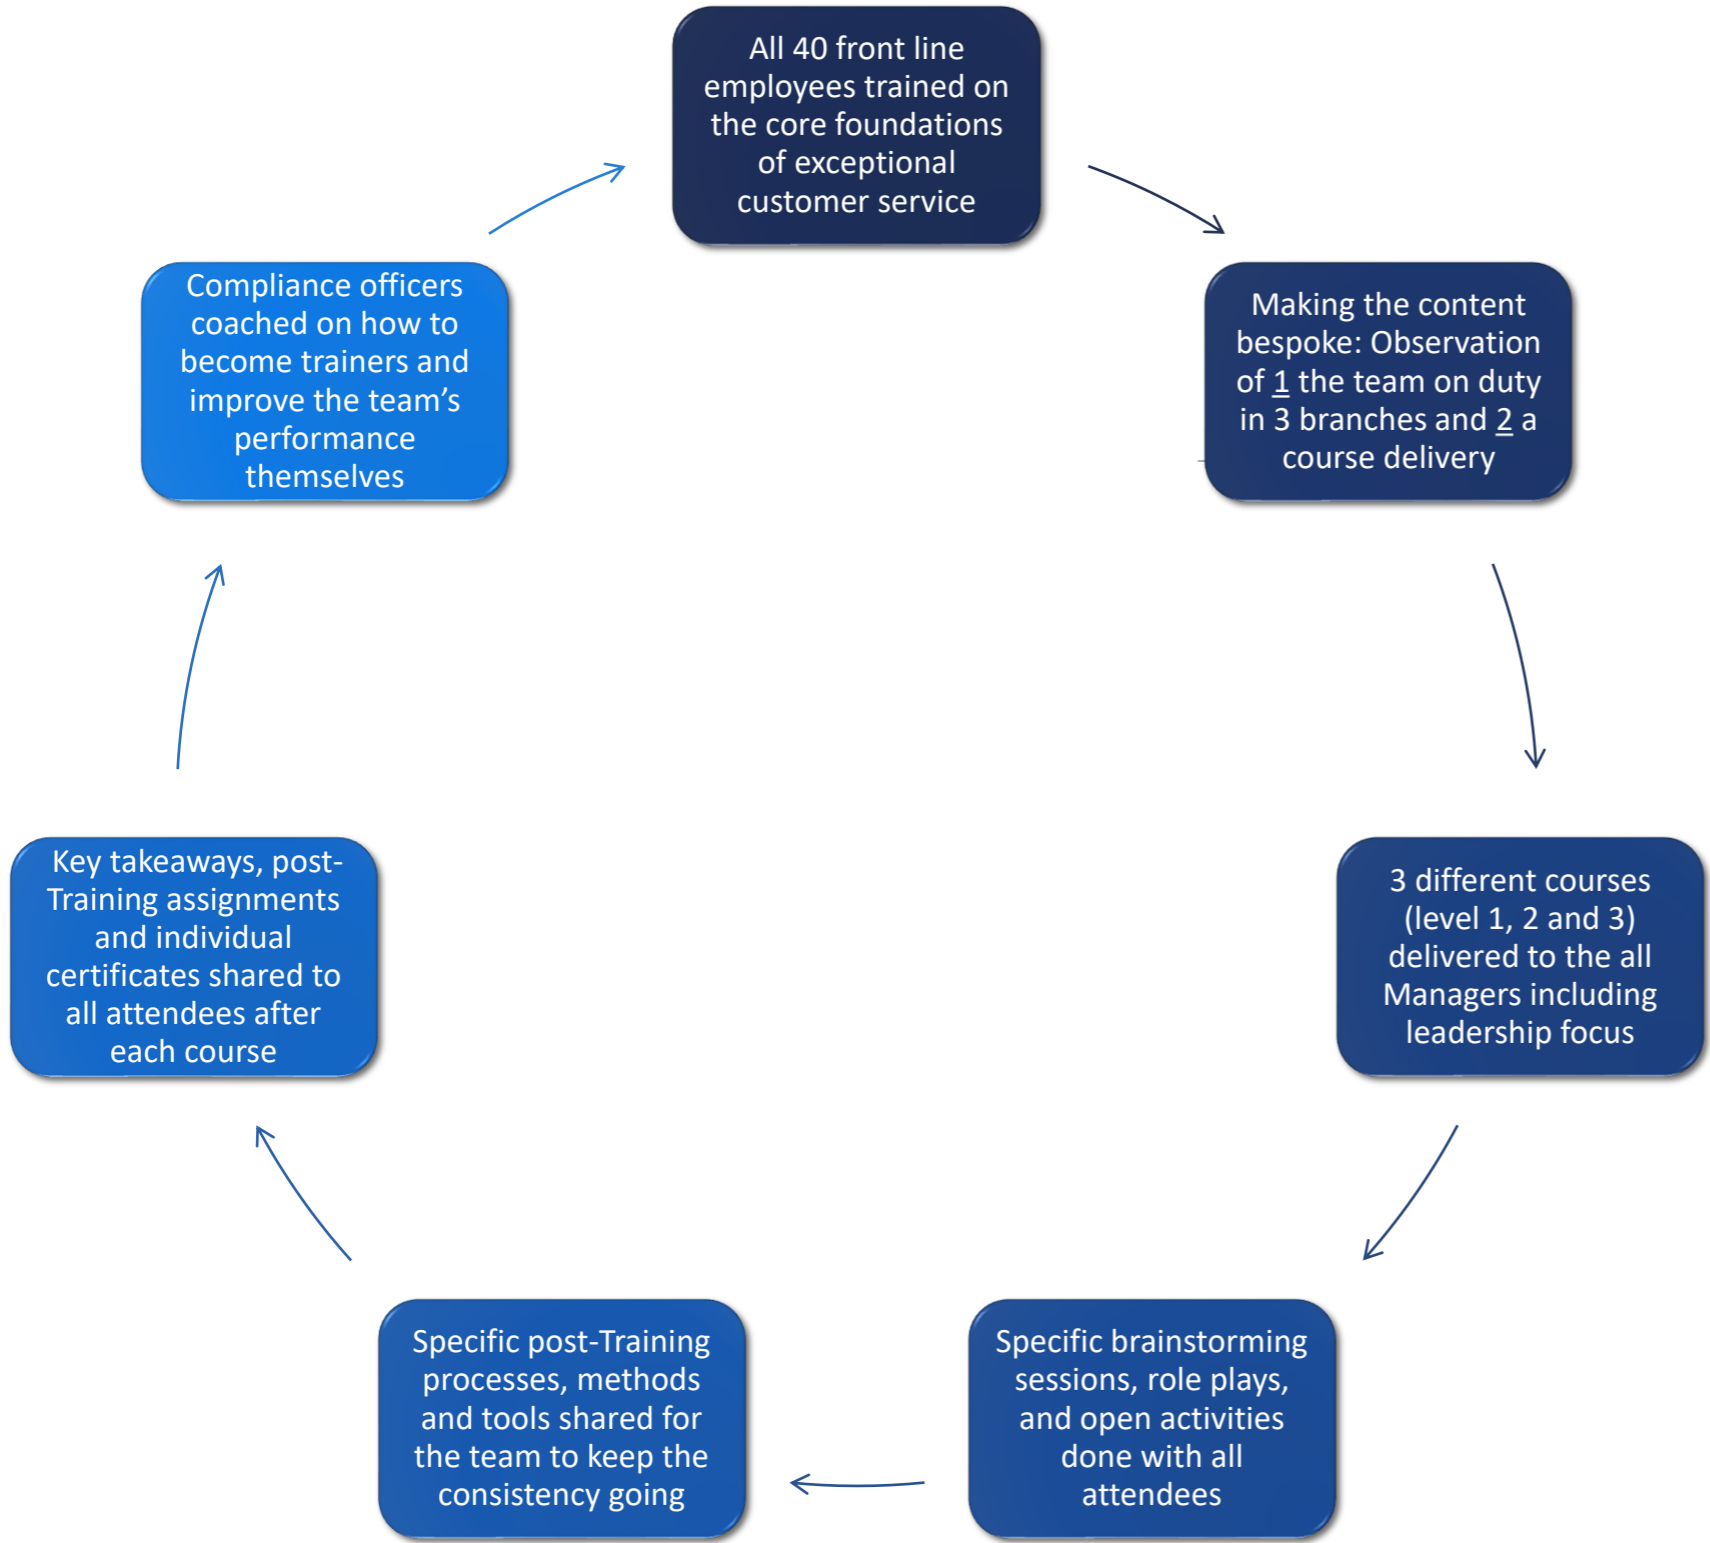 All 40 front line
employees trained on
the core foundations
of exceptional
customer service
Making the content
bespoke: Observation
of 1 the team on duty
in 3 branches and 2 a
course delivery
3 different courses
(level 1, 2 and 3)
delivered to the all
Managers including
leadership focus
Specific brainstorming
sessions, role plays,
and open activities
done with all
attendees
Specific post-Training
processes, methods
and tools shared for
the team to keep the
consistency going
Key takeaways, post-
Training assignments
and individual
certificates shared to
all attendees after
each course
Compliance officers
coached on how to
become trainers and
improve the team’s
performance
themselves